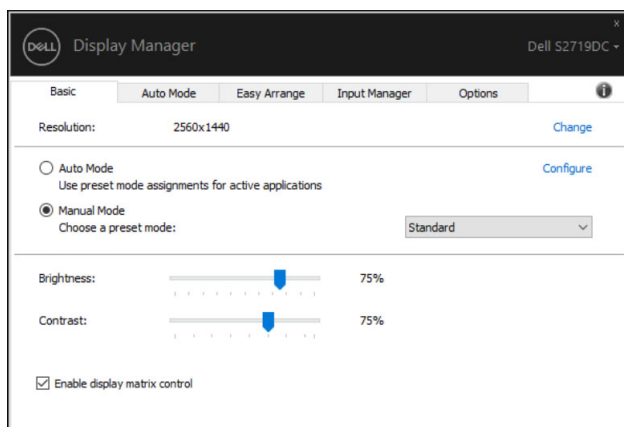 x
DELL Display Manager Dell S2719DC
Basic Auto Mode Easy Arrange Input Manager Options i
Resolution: 2560x1440 Change
Auto Mode Configure
Use preset mode assignments for active applications
Manual Mode
Choose a preset mode: Standard
Brightness: 75%
Contrast: 75%
Enable display matrix control